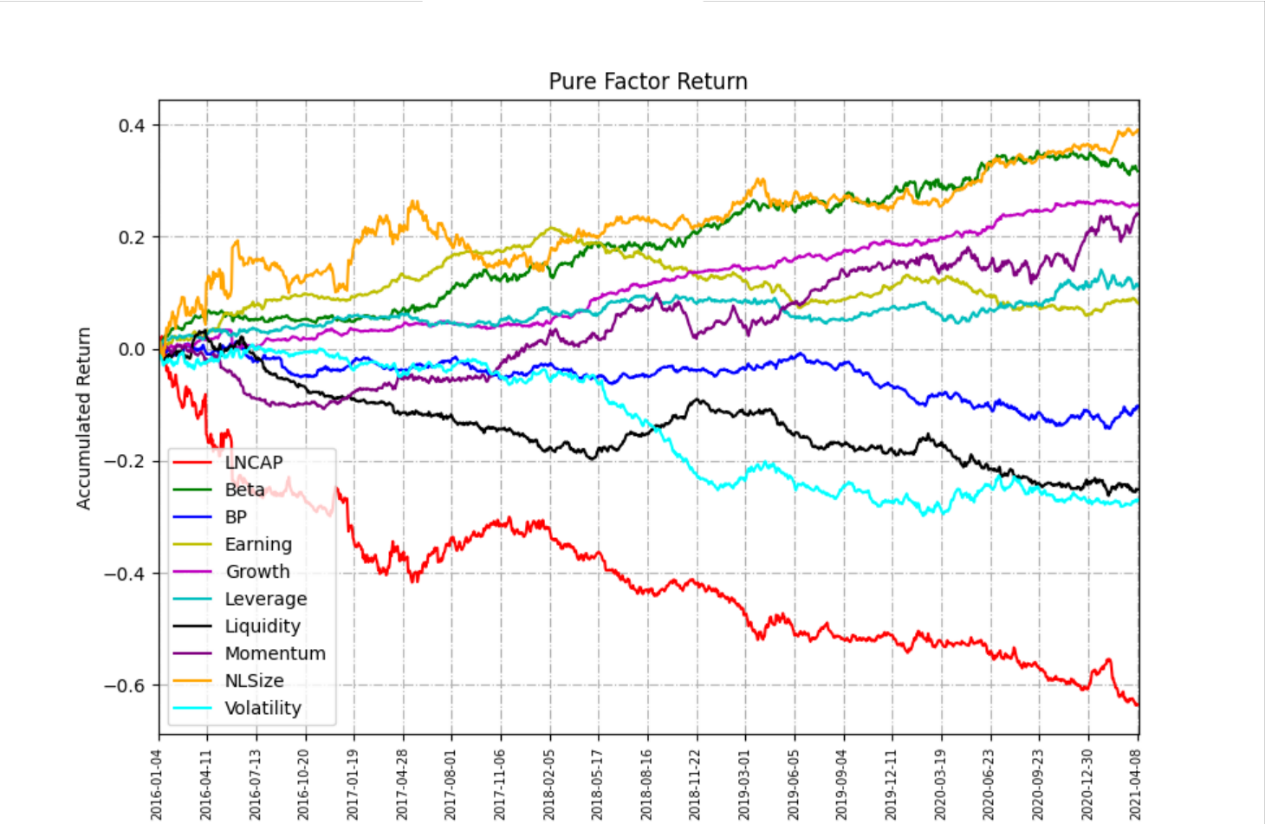 Pure Factor Return
Accumulated Return
0.4
0.2
0.0
−0.2
−0.4
−0.6
LNCAP
Beta
BP
Earning
Growth
Leverage
Liquidity
Momentum
NLSize
Volatility
2016-01-04
2016-04-11
2016-07-13
2016-10-20
2017-01-19
2017-04-28
2017-08-01
2017-11-06
2018-02-05
2018-05-17
2018-08-16
2018-11-22
2019-03-01
2019-06-05
2019-09-04
2019-12-11
2020-03-19
2020-06-23
2020-09-23
2020-12-30
2021-04-08